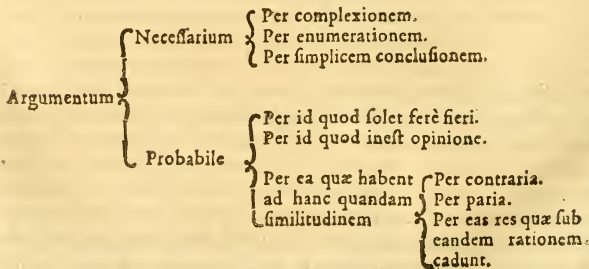 Argumentum
Neceſſarium
Per complexionem.
Per enumerationem.
Per ſimplicem concluſionem.
Probabile
Per id quod ſolet ferè fieri.
Per id quod ineſt opinione.
Per ea quæ habent
ad hanc quandam
ſimilitudinem
Per contraria.
Per paria.
Per eas res quæ ſub
eandem rationem
cadunt.